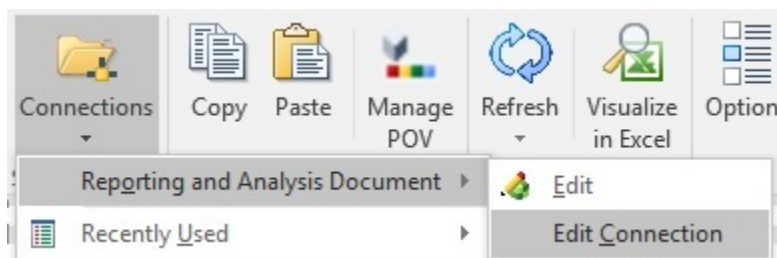 Connections
Copy
Paste
Manage
POV
Refresh
Visualize
in Excel
Option
Reporting and Analysis Document
Edit
Recently Used
Edit Connection